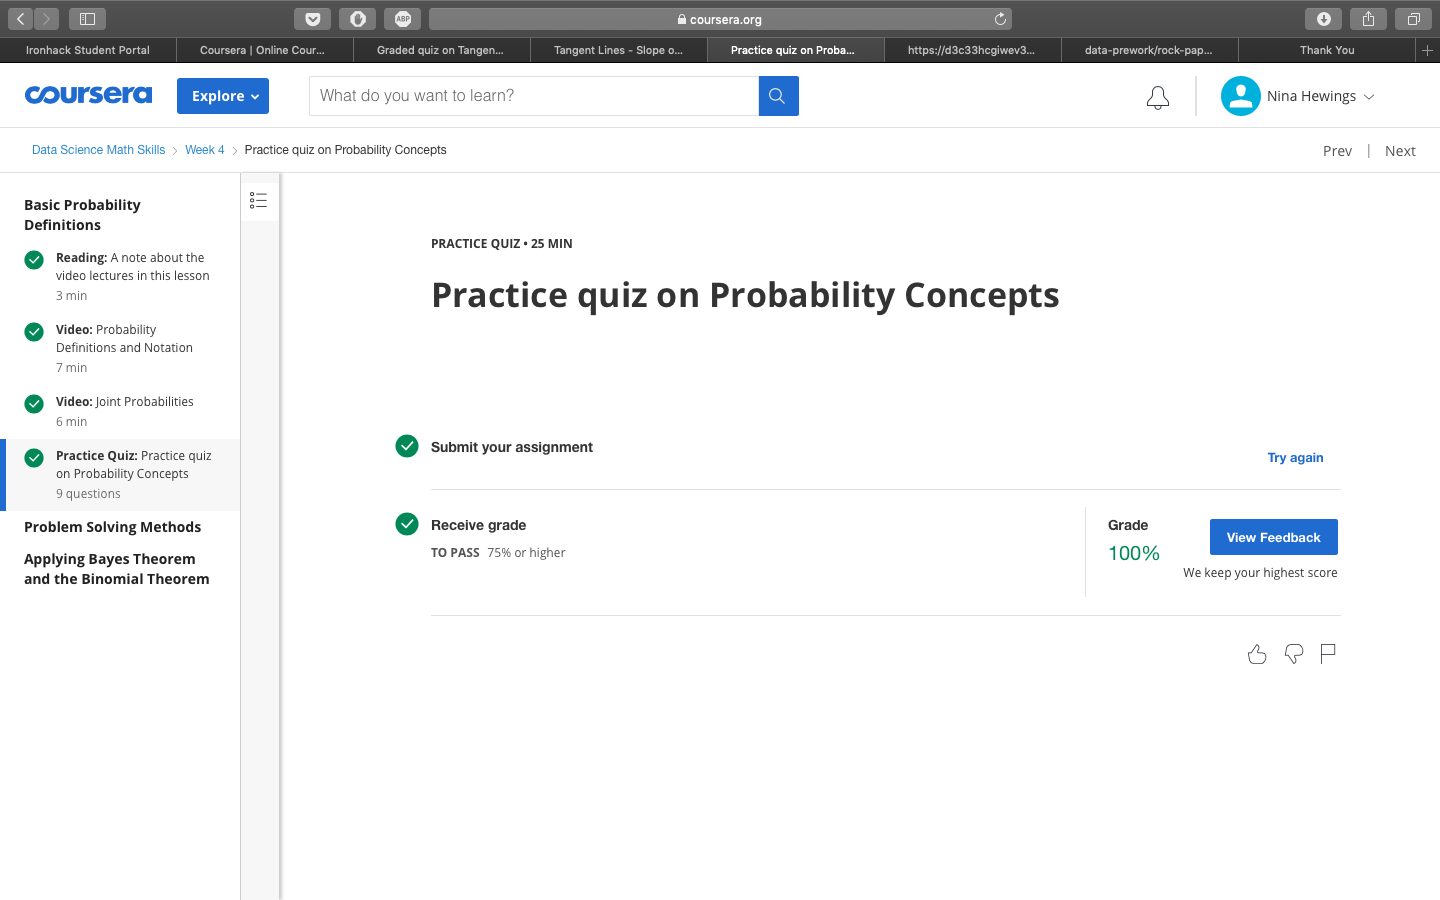 ABP
coursera.org
Ironhack Student Portal
Coursera | Online Cour...
Graded quiz on Tangen...
Tangent Lines - Slope o...
Practice quiz on Proba...
https://d3c33hcgiwev3...
data-prework/rock-pap...
Thank You
coursera
Explore
What do you want to learn?
Nina Hewings
Data Science Math Skills
Week 4
Practice quiz on Probability Concepts
Prev | Next
Basic Probability
Definitions
Reading: A note about the
video lectures in this lesson
3 min
Video: Probability
Definitions and Notation
7 min
Video: Joint Probabilities
6 min
Practice Quiz: Practice quiz
on Probability Concepts
9 questions
Problem Solving Methods
Applying Bayes Theorem
and the Binomial Theorem
PRACTICE QUIZ • 25 MIN
Practice quiz on Probability Concepts
Submit your assignment
Try again
Receive grade
TO PASS 75% or higher
Grade
100%
View Feedback
We keep your highest score